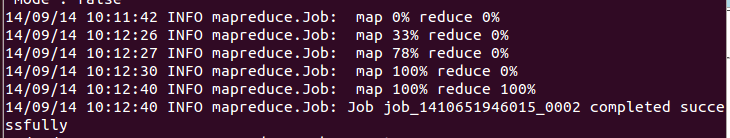 Mode : false
14/09/14 10:11:42 INFO mapreduce.Job:  map 0% reduce 0%
14/09/14 10:12:26 INFO mapreduce.Job:  map 33% reduce 0%
14/09/14 10:12:27 INFO mapreduce.Job:  map 78% reduce 0%
14/09/14 10:12:30 INFO mapreduce.Job:  map 100% reduce 0%
14/09/14 10:12:40 INFO mapreduce.Job:  map 100% reduce 100%
14/09/14 10:12:40 INFO mapreduce.Job: Job job_1410651946015_0002 completed succe
ssfully